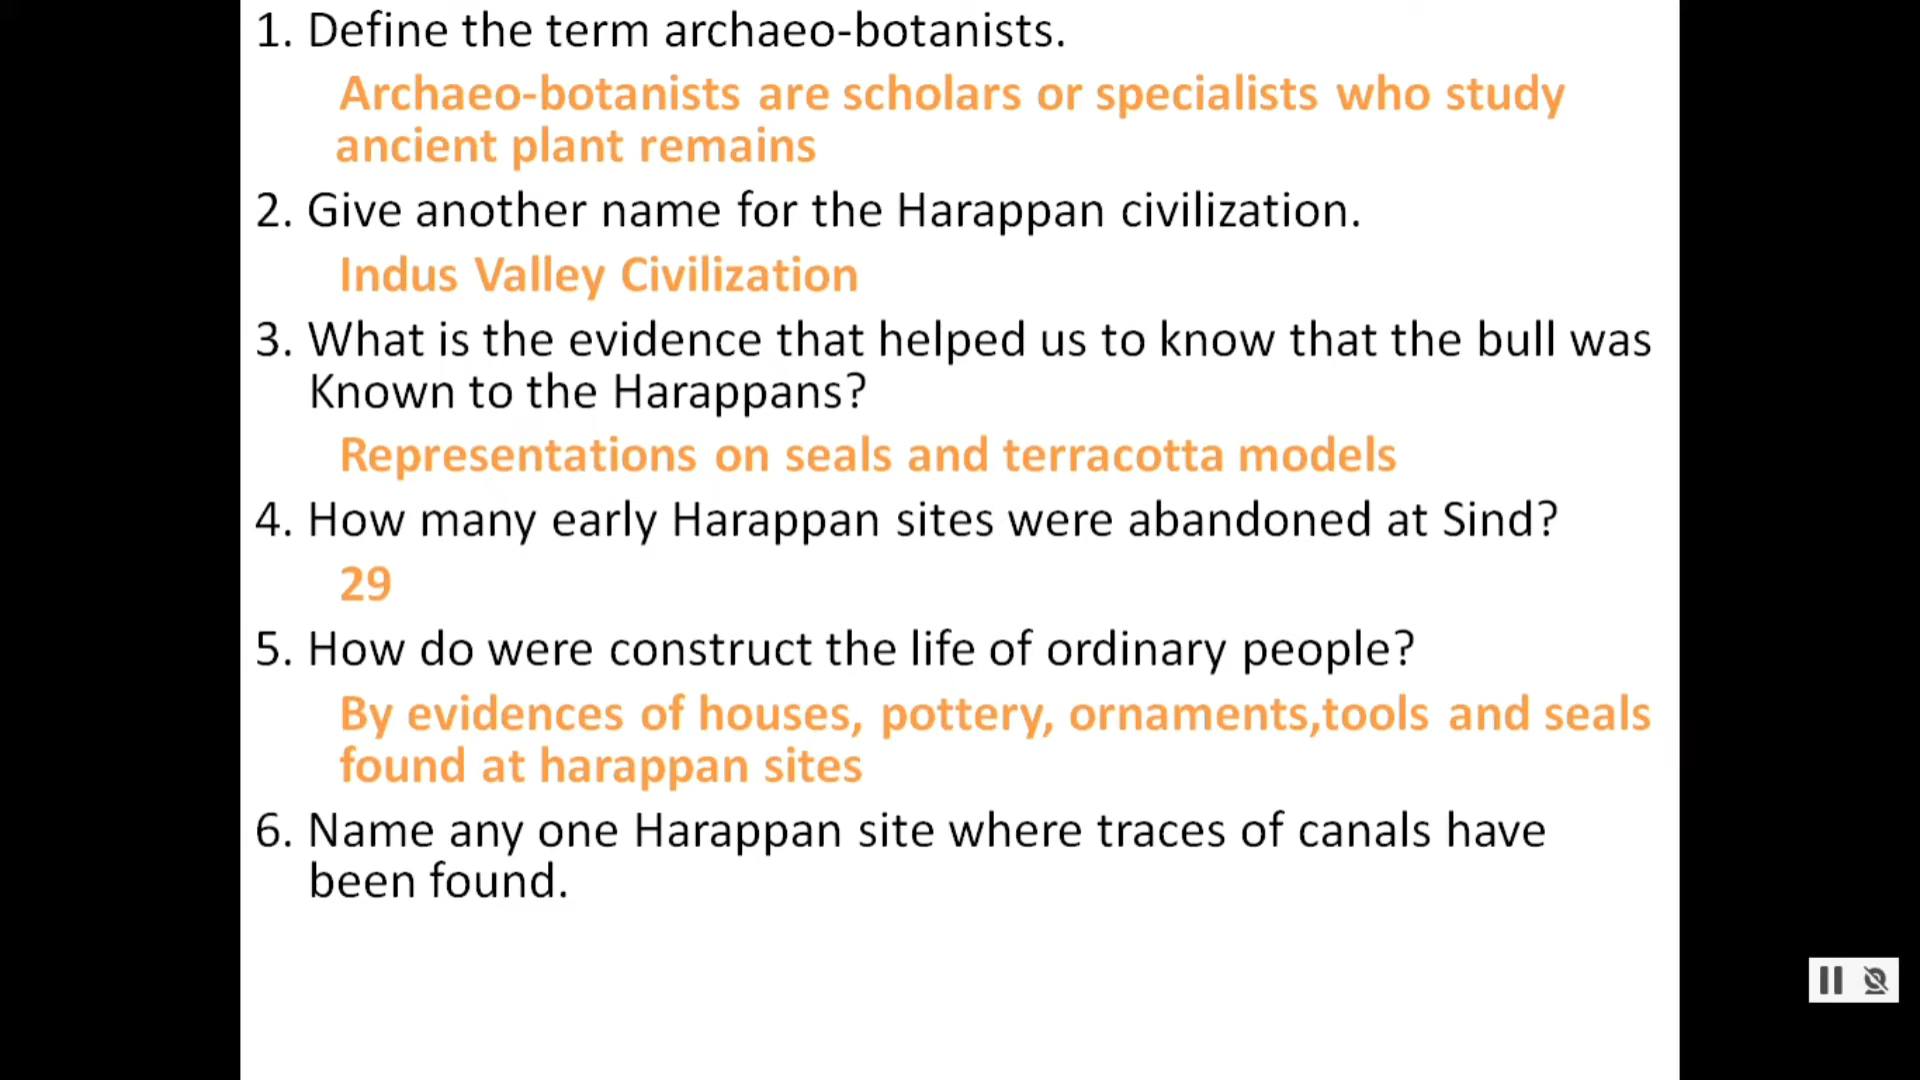 1. Define the term archaeo-botanists.
Archaeo-botanists are scholars or specialists who study
ancient plant remains
2. Give another name for the Harappan civilization.
Indus Valley Civilization
3. What is the evidence that helped us to know that the bull was
Known to the Harappans?
Representations on seals and terracotta models
4. How many early Harappan sites were abandoned at Sind?
29
5. How do were construct the life of ordinary people?
By evidences of houses, pottery, ornaments,tools and seals
found at harappan sites
6. Name any one Harappan site where traces of canals have
been found.